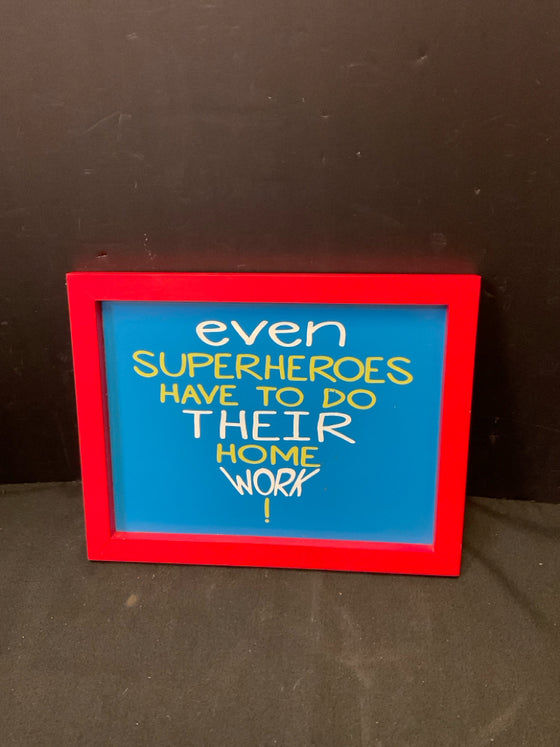 even
SUPERHEROES
HAVE TO DO
THEIR
HOME
WORK
!